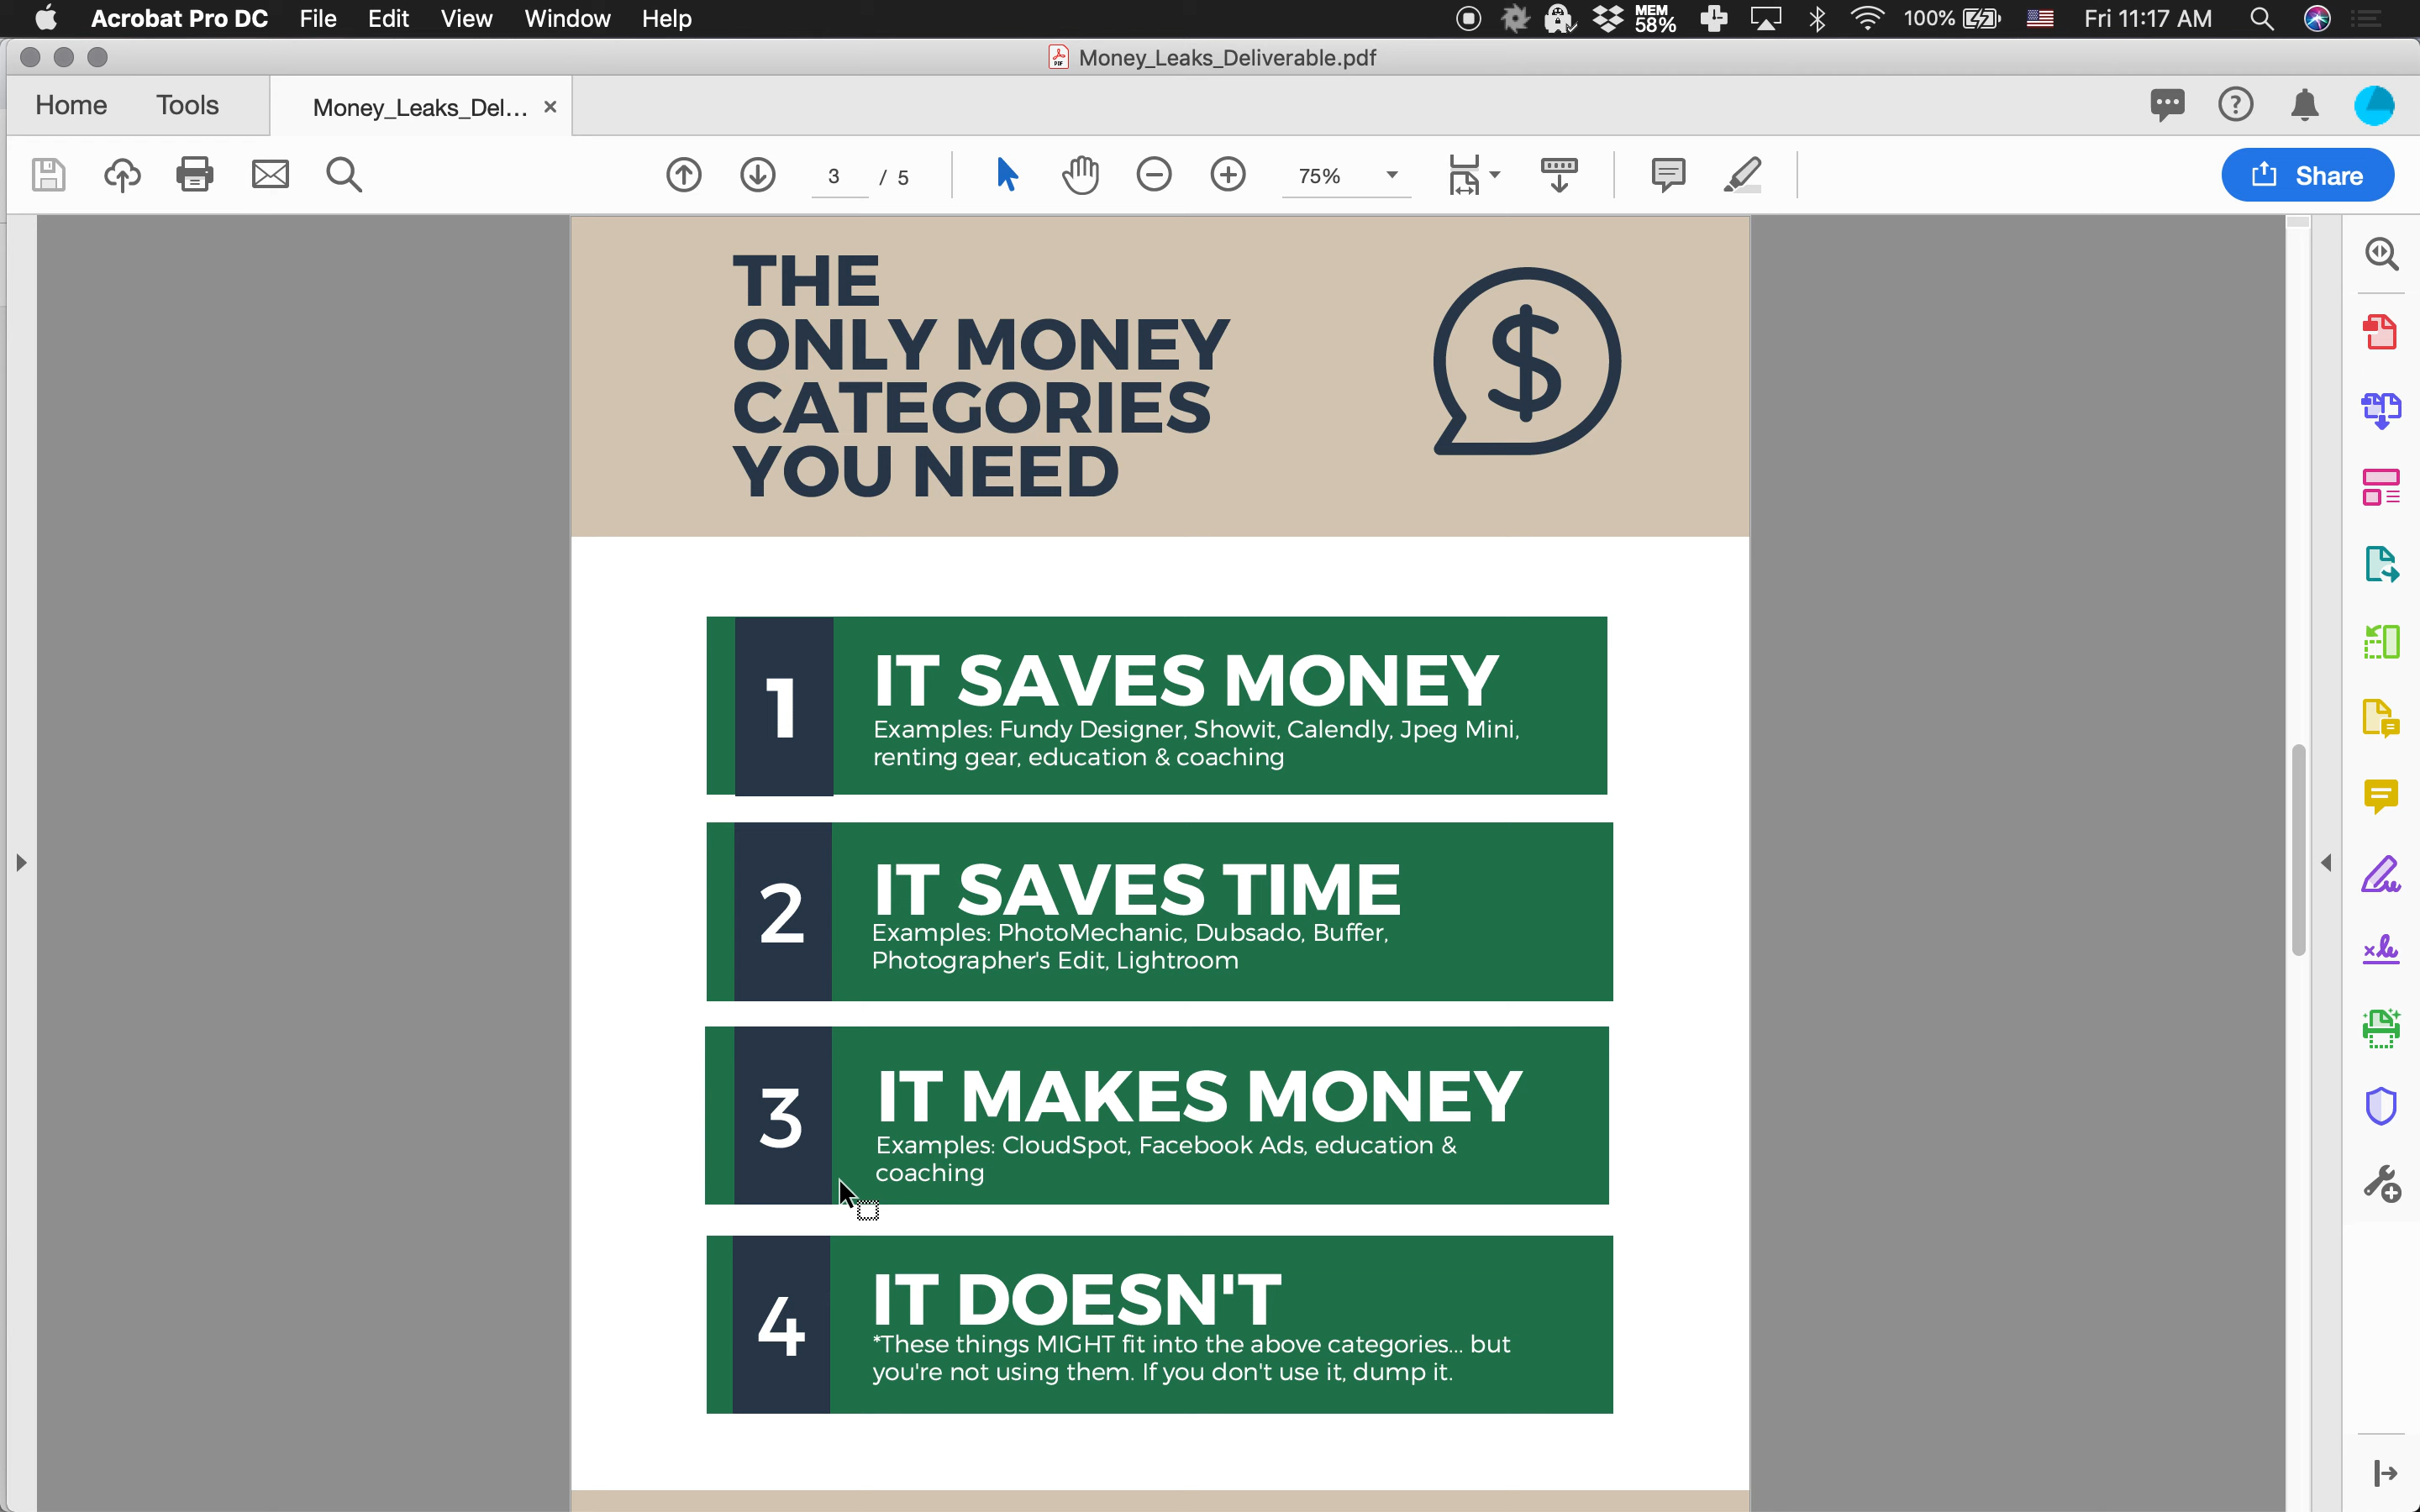 Acrobat Pro DC File Edit View Window Help MEM 58% 100% Fri 11:17 AM
Money_Leaks_Deliverable.pdf
Home Tools Money_Leaks_Del... ×
3 / 5 75% Share
THE
ONLY MONEY
CATEGORIES
YOU NEED
$
1
IT SAVES MONEY
Examples: Fundy Designer, Showit, Calendly, Jpeg Mini,
renting gear, education & coaching
2
IT SAVES TIME
Examples: PhotoMechanic, Dubsado, Buffer,
Photographer's Edit, Lightroom
3
IT MAKES MONEY
Examples: CloudSpot, Facebook Ads, education &
coaching
4
IT DOESN'T
*These things MIGHT fit into the above categories... but
you're not using them. If you don't use it, dump it.